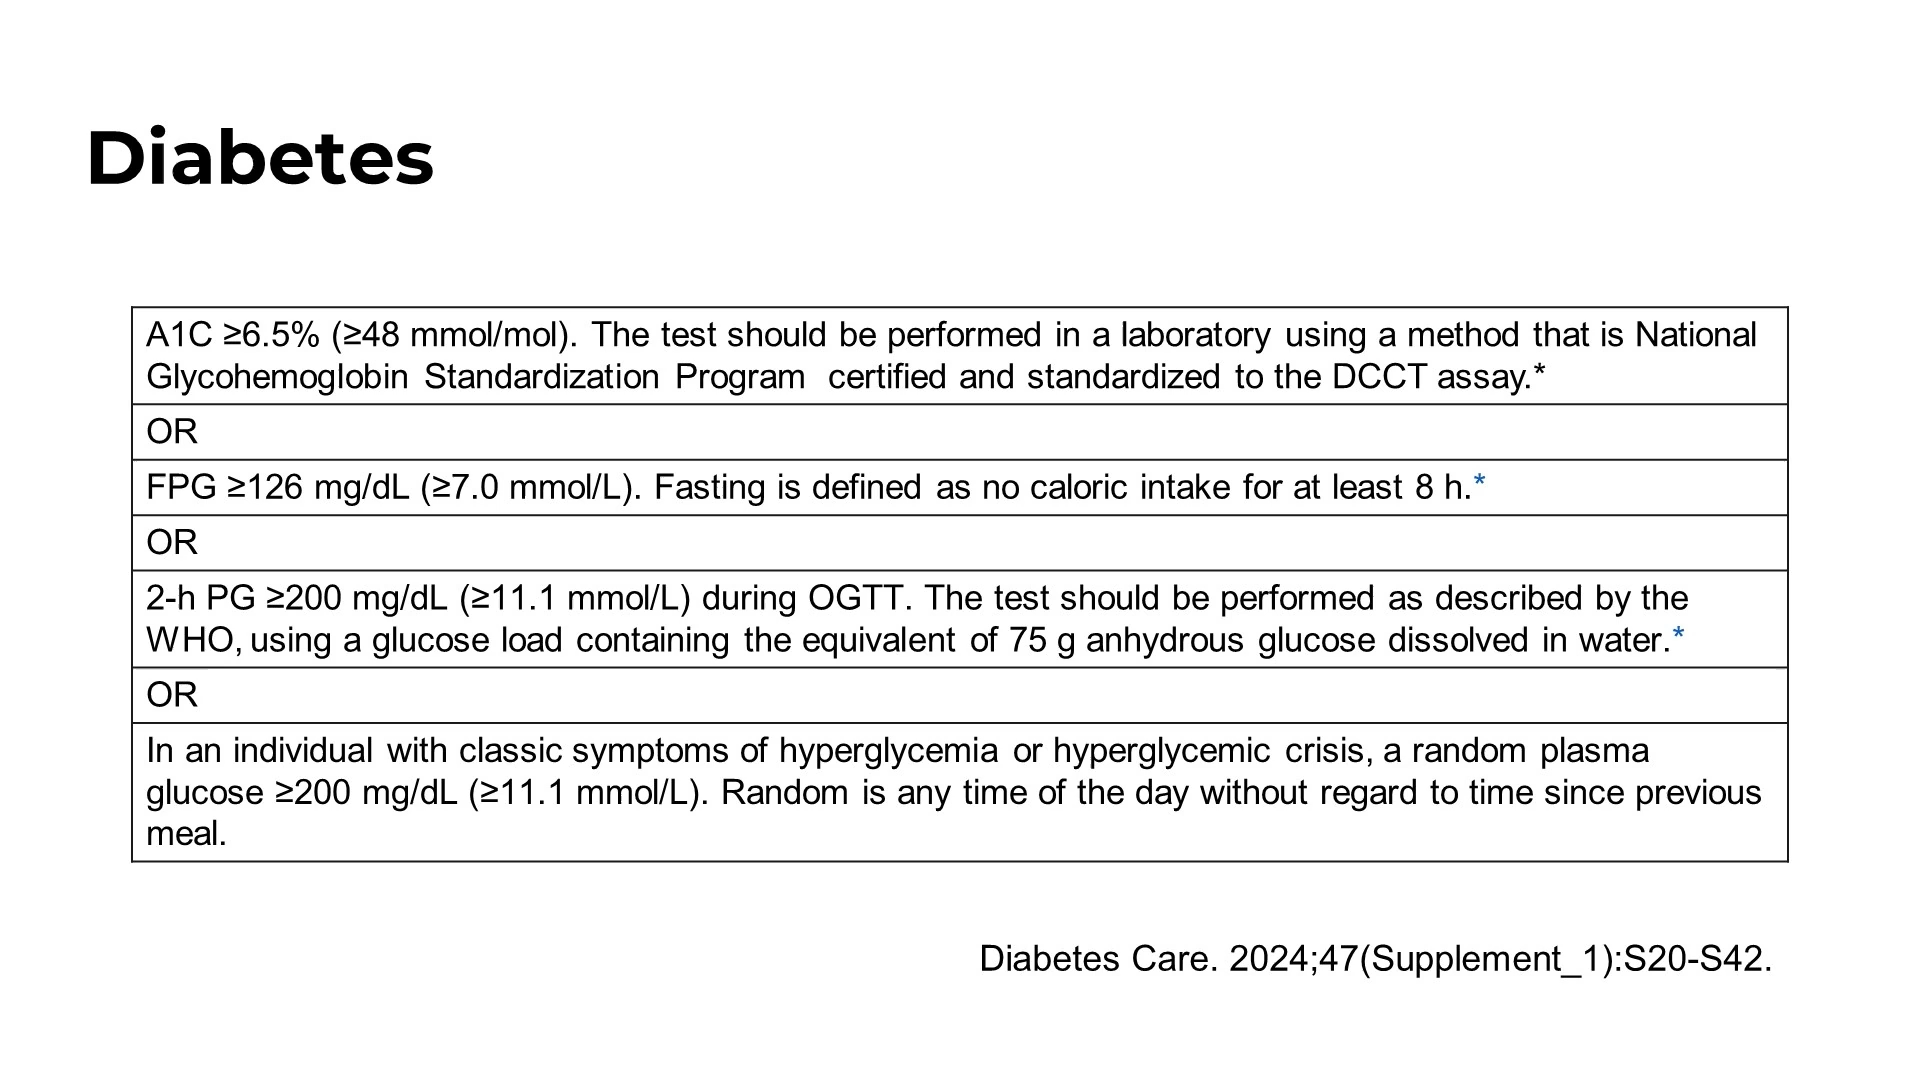 Diabetes
A1C ≥6.5% (≥48 mmol/mol). The test should be performed in a laboratory using a method that is National
Glycohemoglobin Standardization Program certified and standardized to the DCCT assay.*
OR
FPG ≥126 mg/dL (≥7.0 mmol/L). Fasting is defined as no caloric intake for at least 8 h.*
OR
2-h PG ≥200 mg/dL (≥11.1 mmol/L) during OGTT. The test should be performed as described by the
WHO, using a glucose load containing the equivalent of 75 g anhydrous glucose dissolved in water.*
OR
In an individual with classic symptoms of hyperglycemia or hyperglycemic crisis, a random plasma
glucose ≥200 mg/dL (≥11.1 mmol/L). Random is any time of the day without regard to time since previous
meal.
Diabetes Care. 2024;47(Supplement_1):S20-S42.